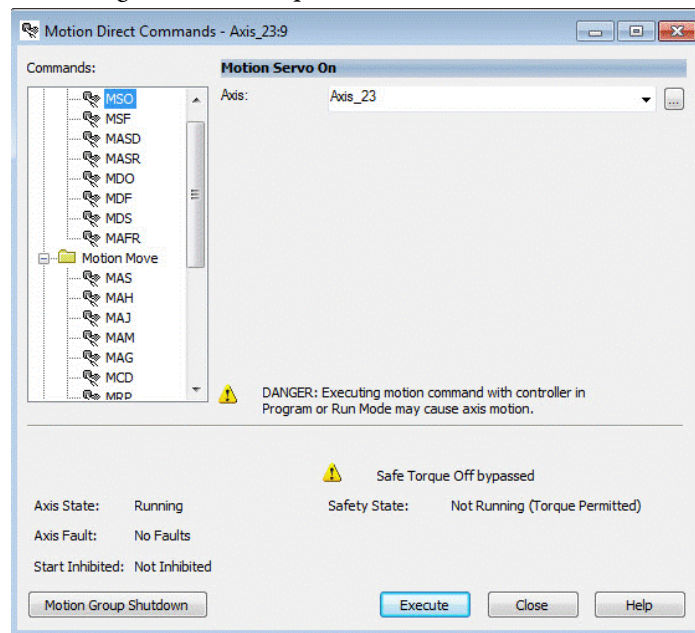 Motion Direct Commands - Axis_23:9
Commands:
Motion Servo On
MSO
Axis:
Axis_23
...
MSF
MASD
MASR
MDO
MDF
MDS
MAFR
Motion Move
MAS
MAH
MAJ
MAM
MAG
MCD
MRP
DANGER: Executing motion command with controller in
Program or Run Mode may cause axis motion.
Safe Torque Off bypassed
Axis State: Running
Safety State: Not Running (Torque Permitted)
Axis Fault: No Faults
Start Inhibited: Not Inhibited
Motion Group Shutdown
Execute
Close
Help